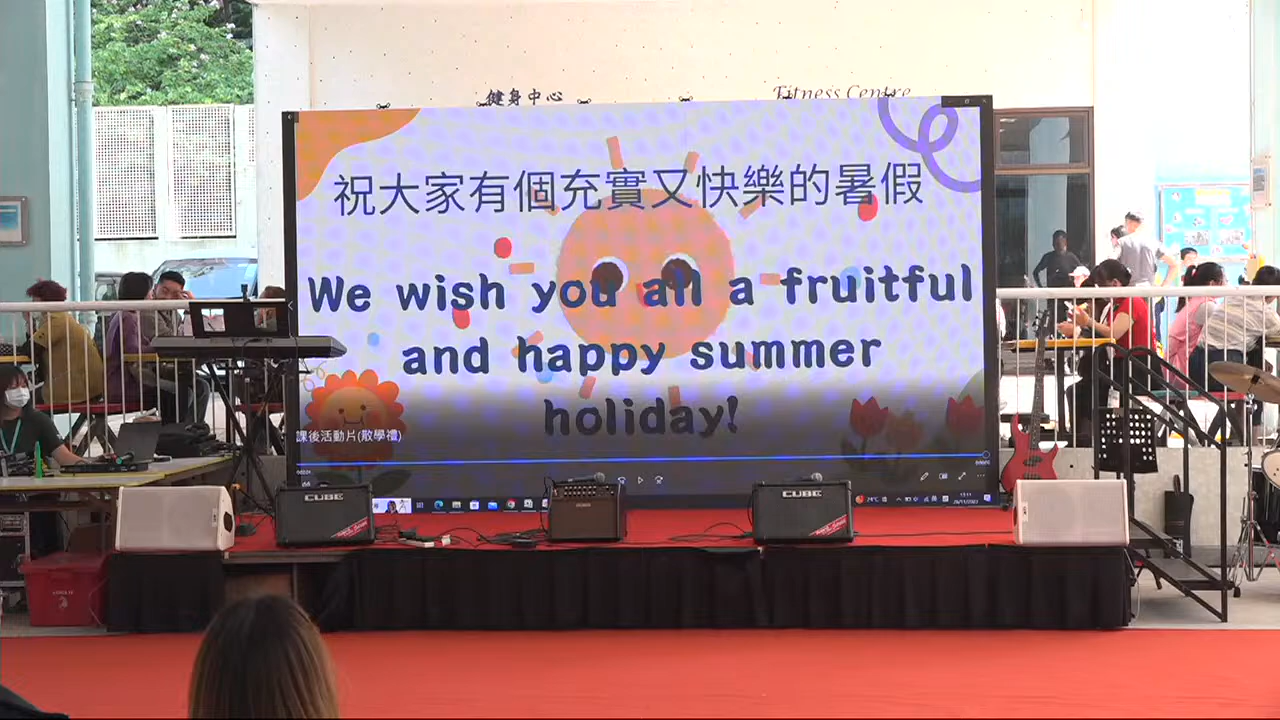 健身中心
Fitness Centre
祝大家有個充實又快樂的暑假
We wish you all a fruitful
and happy summer
holiday!
課後活動片(散學禮)
CUBE
CUBE